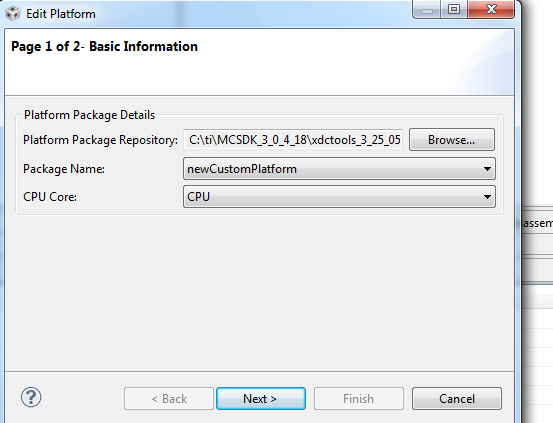 Edit Platform
Page 1 of 2- Basic Information
Platform Package Details
Platform Package Repository: C:\ti\MCSDK_3_0_4_18\xdctools_3_25_05 Browse...
Package Name: newCustomPlatform
CPU Core: CPU
assem
? < Back Next > Finish Cancel